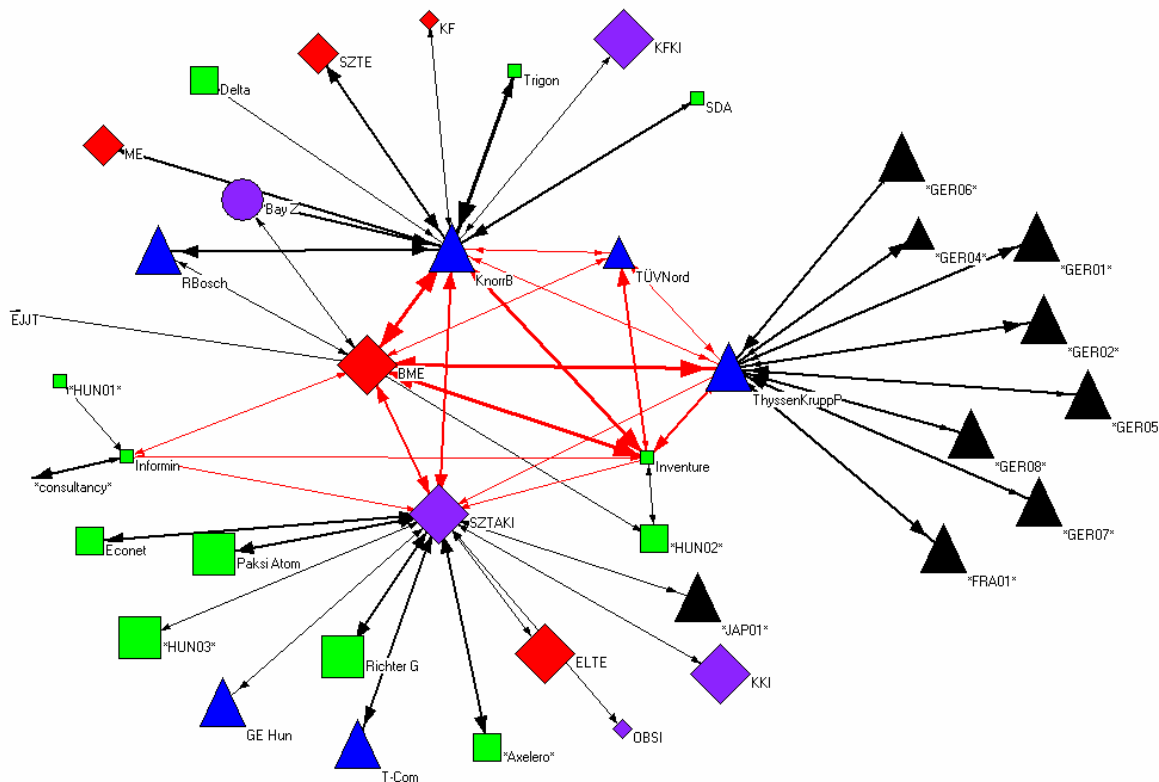 KF
SZTE
KFKI
Trigon
Delta
SDA
ME
*GER06*
Bay Z
*GER04*
*GER01*
RBosch
KnorrB
TÜVNord
EJJT
*GER02*
BME
ThyssenKruppP
*HUN01*
*GER05
Informin
Inventure
*GER08*
*consultancy*
SZTAKI
*GER07*
Econet
Paksi Atom
*HUN02*
*FRA01*
*JAP01*
*HUN03*
Richter G
ELTE
KKI
GE Hun
OBSI
*Axelero*
T-Com